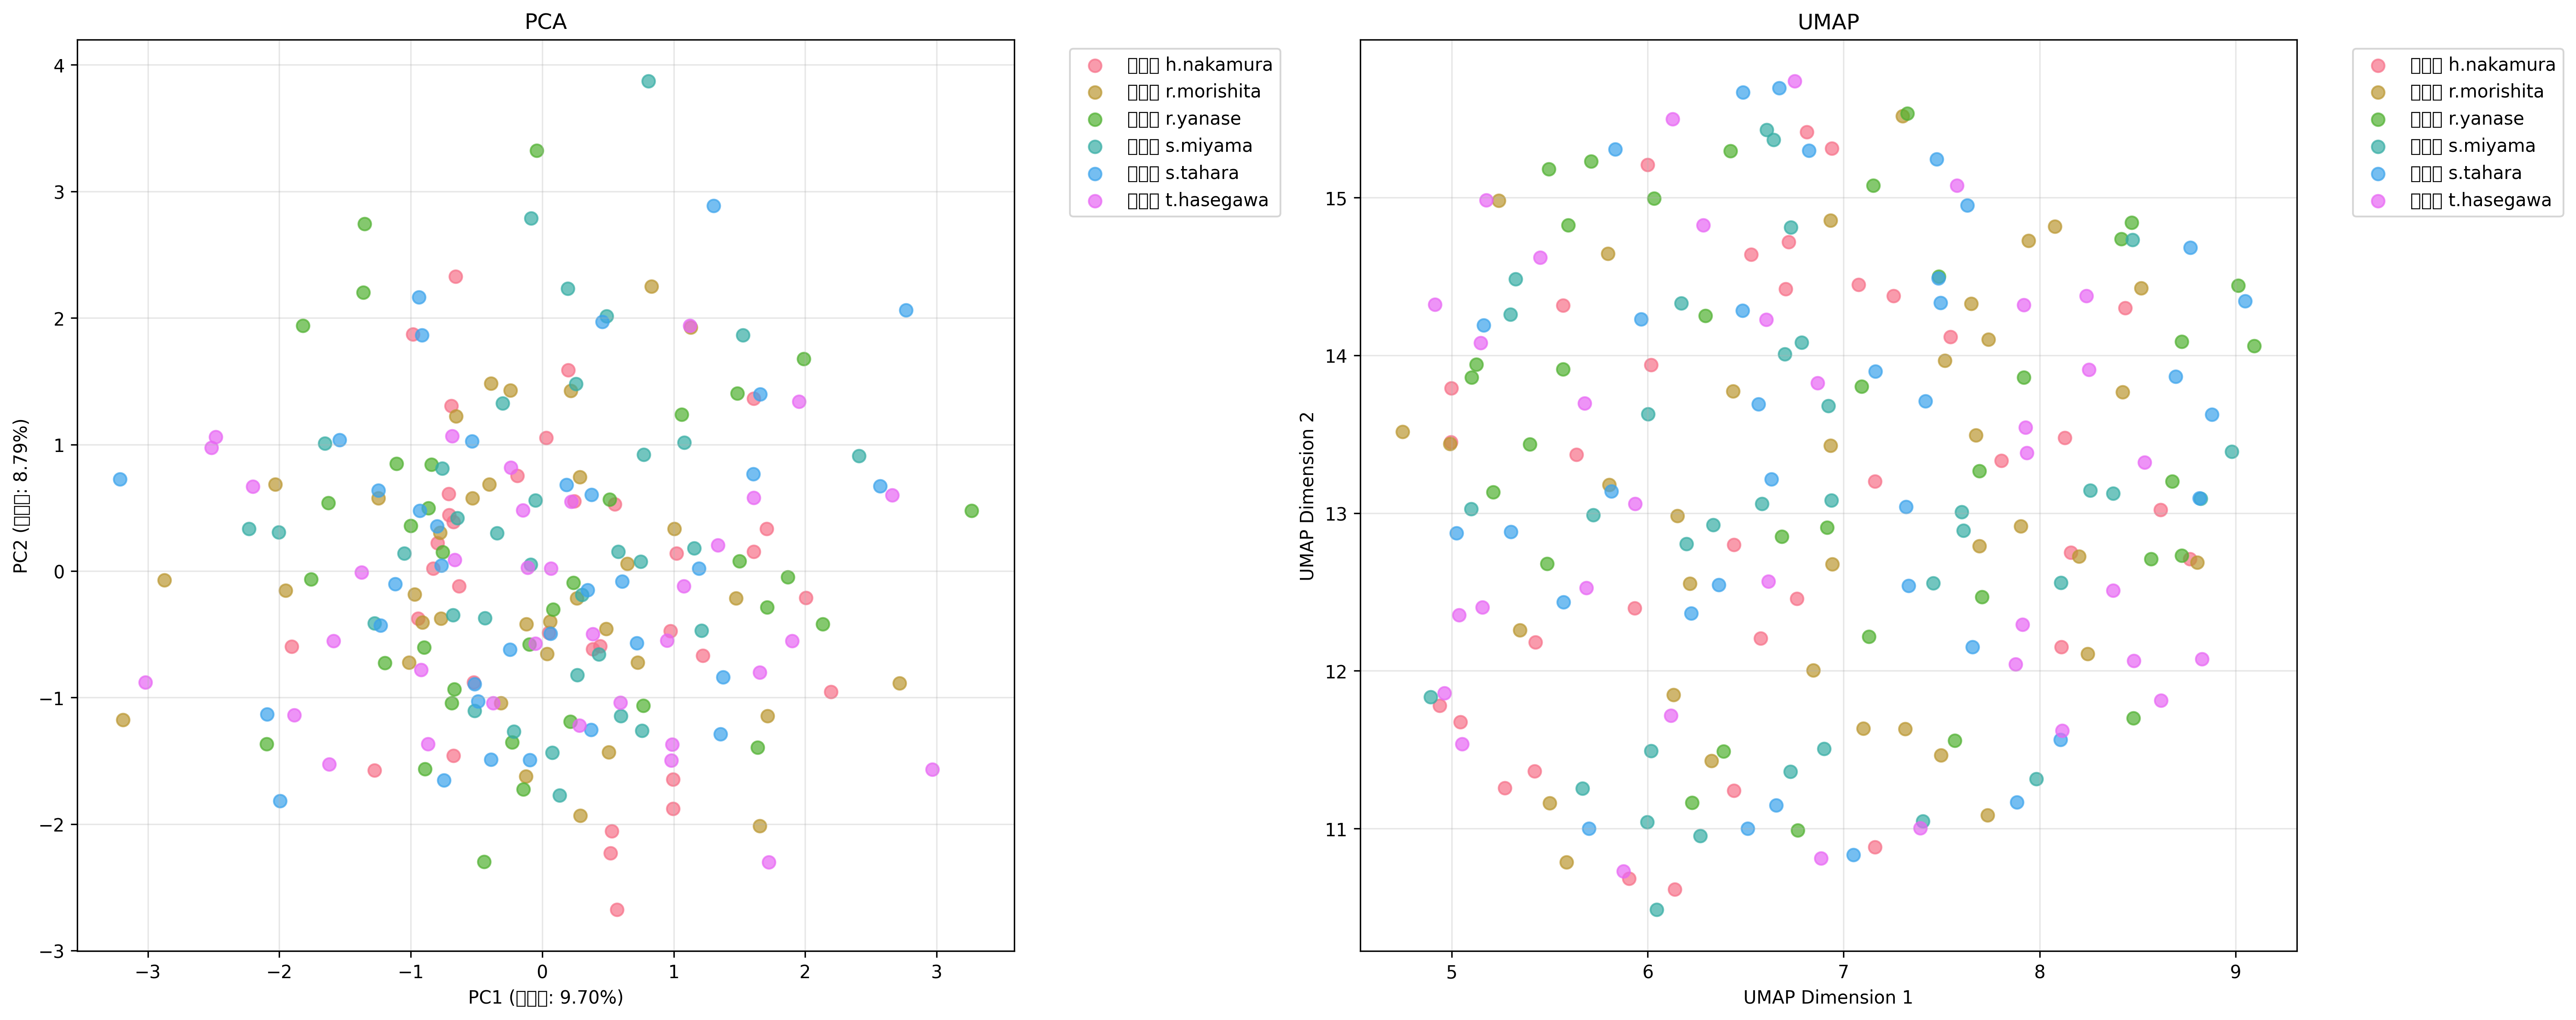 PCA
4
3
2
1
0
−1
−2
−3
PC2 (□□□: 8.79%)
−3
−2
−1
0
1
2
3
PC1 (□□□: 9.70%)
□□□ h.nakamura
□□□ r.morishita
□□□ r.yanase
□□□ s.miyama
□□□ s.tahara
□□□ t.hasegawa
UMAP
15
14
13
12
11
UMAP Dimension 2
5
6
7
8
9
UMAP Dimension 1
□□□ h.nakamura
□□□ r.morishita
□□□ r.yanase
□□□ s.miyama
□□□ s.tahara
□□□ t.hasegawa